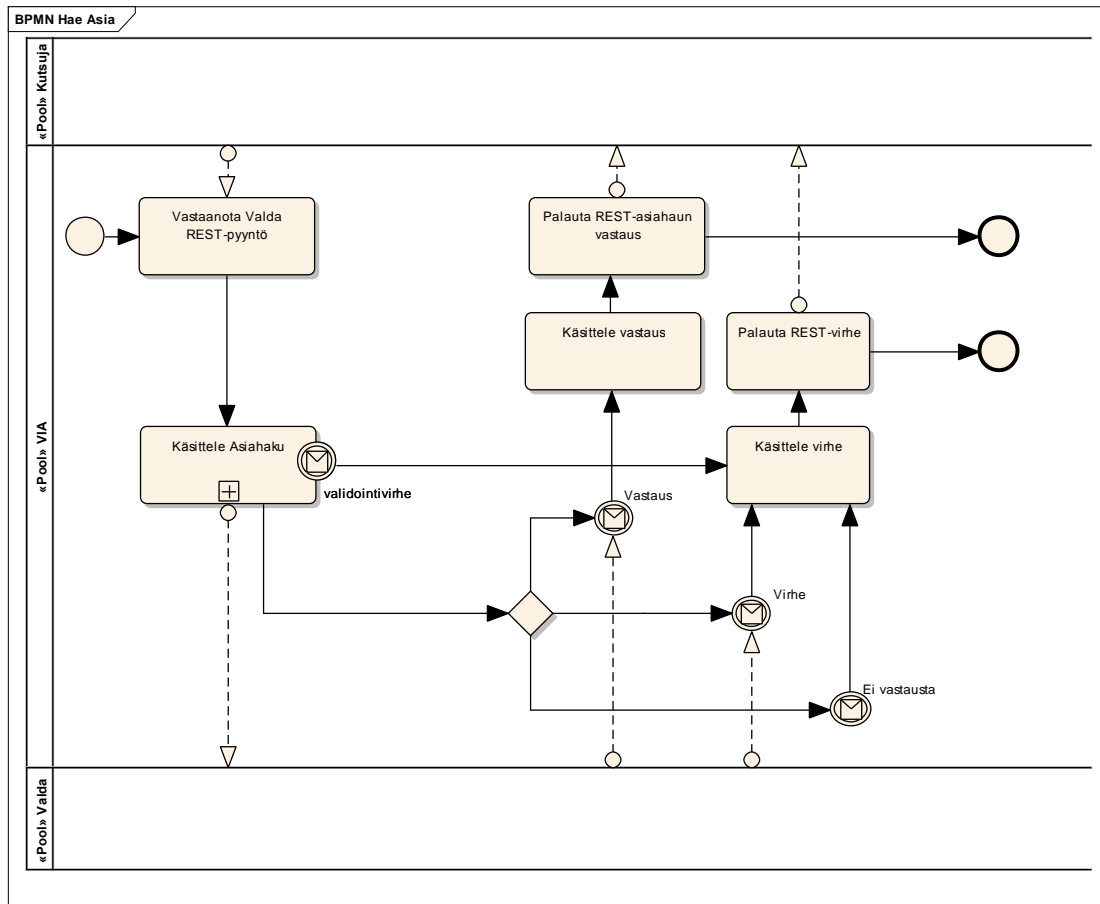 BPMN Hae Asia
«Pool» Kutsuja
«Pool» VIA
Vastaanota Valda
REST-pyyntö
Palauta REST-asiahaun
vastaus
Käsittele vastaus
Palauta REST-virhe
Käsittele Asiahaku
Käsittele virhe
validointivirhe
Vastaus
Virhe
Ei vastausta
«Pool» Valda